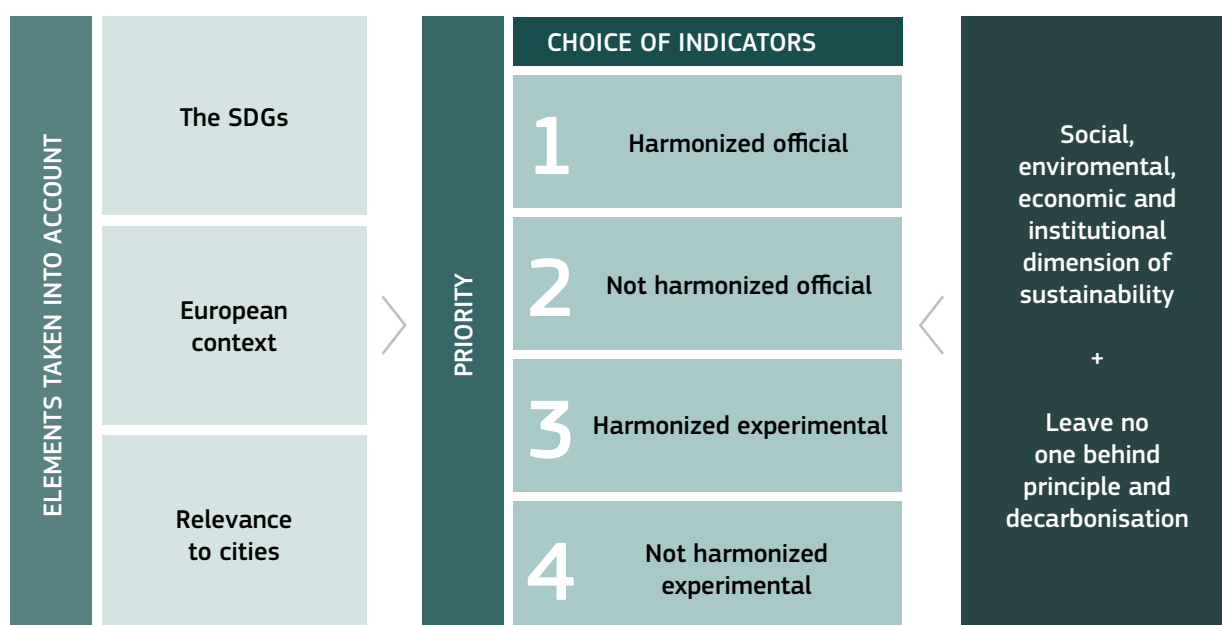 ELEMENTS TAKEN INTO ACCOUNT
The SDGs
European
context
Relevance
to cities
PRIORITY
CHOICE OF INDICATORS
1 Harmonized official
2 Not harmonized official
3 Harmonized experimental
4 Not harmonized
experimental
Social,
enviromental,
economic and
institutional
dimension of
sustainability
+
Leave no
one behind
principle and
decarbonisation